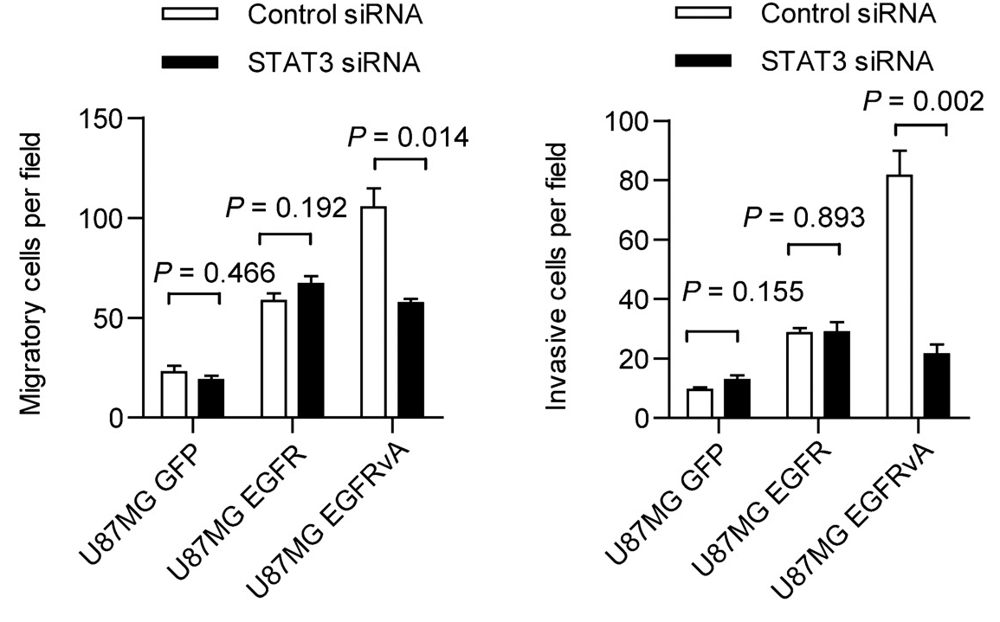 Control siRNA
STAT3 siRNA
Migratory cells per field
150
100
50
0
P = 0.466
P = 0.192
P = 0.014
U87MG GFP
U87MG EGFR
U87MG EGFRvA
Control siRNA
STAT3 siRNA
Invasive cells per field
100
80
60
40
20
0
P = 0.155
P = 0.893
P = 0.002
U87MG GFP
U87MG EGFR
U87MG EGFRvA